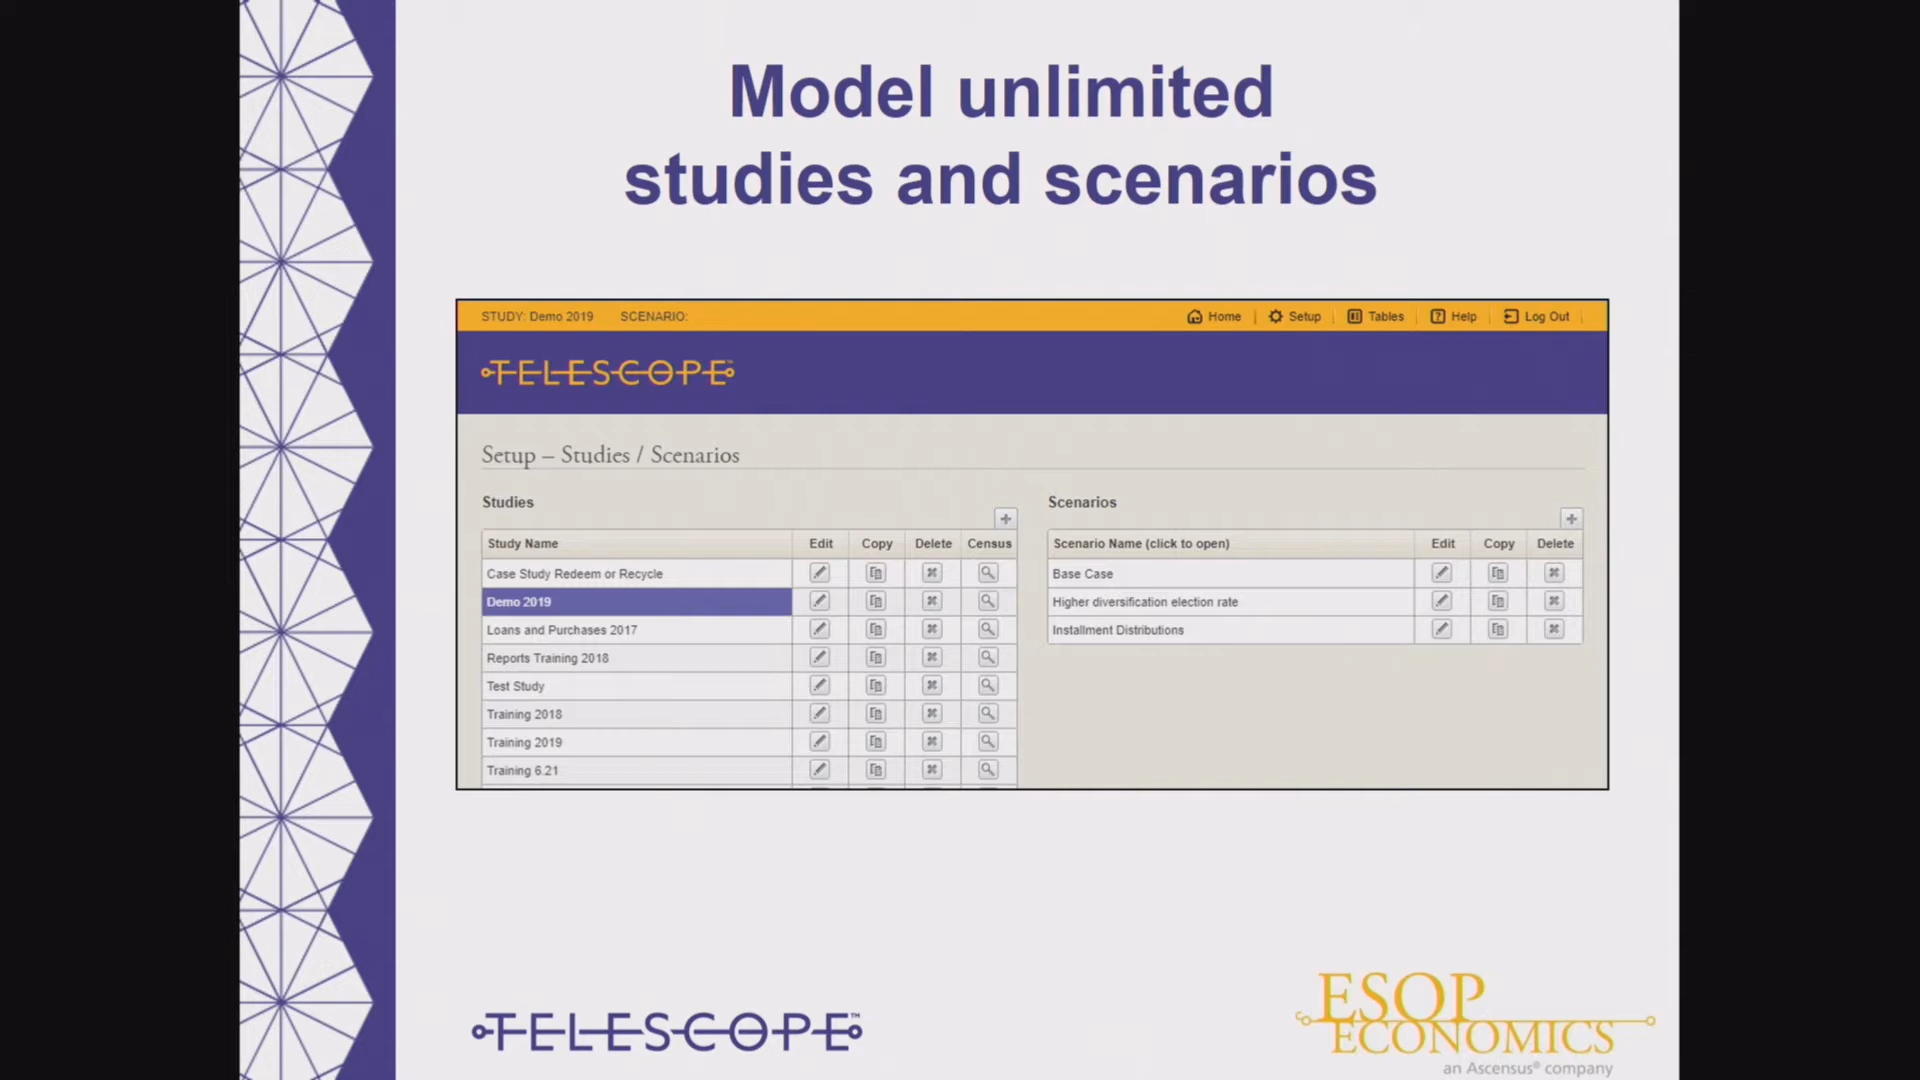 Model unlimited
studies and scenarios
STUDY: Demo 2019 SCENARIO: Home Setup Tables Help Log Out
TELESCOPE™
Setup – Studies / Scenarios
Studies Scenarios
Study Name Edit Copy Delete Census Scenario Name (click to open) Edit Copy Delete
Case Study Redeem or Recycle Base Case
Demo 2019 Higher diversification election rate
Loans and Purchases 2017 Installment Distributions
Reports Training 2018
Test Study
Training 2018
Training 2019
Training 6.21
TELESCOPE™
ESOP
ECONOMICS
an Ascensus® company